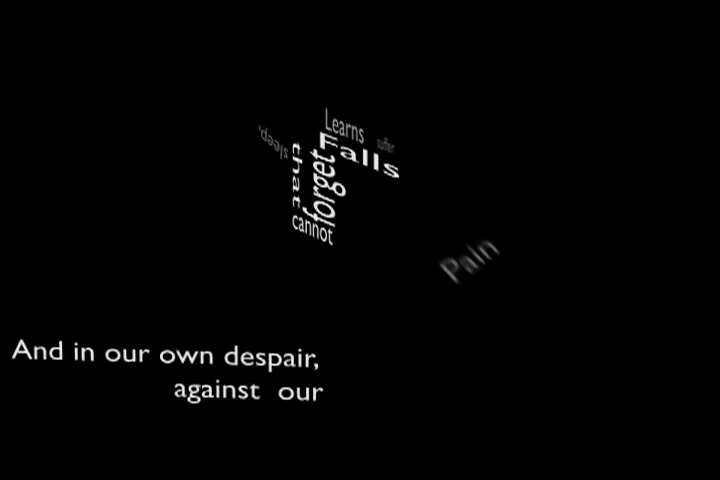 Learns
suffer
sleep,
Falls
that
forget
cannot
Pain
And in our own despair,
against our